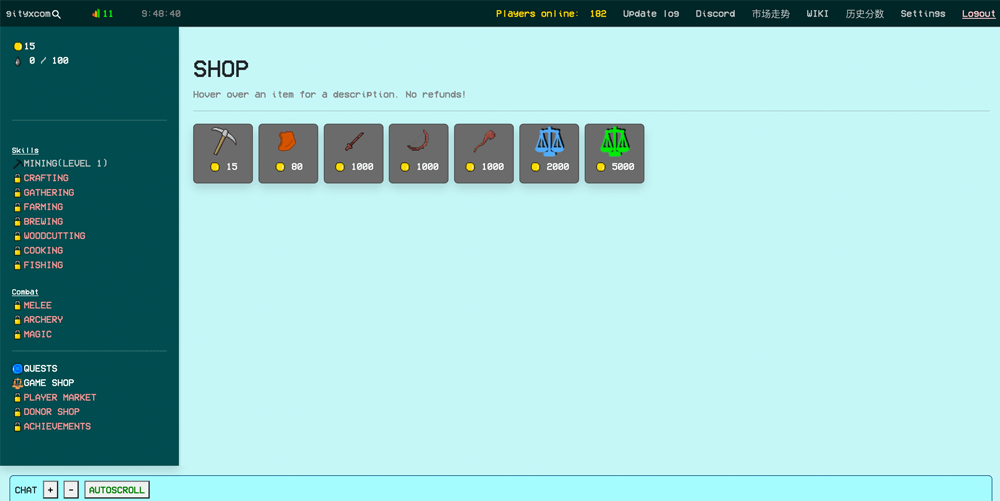 9ityxcom 11 9:48:40 Players online: 182 Update log Discord 市场走势 WIKI 历史分数 Settings Logout
15
0 / 100
Skills
MINING(LEVEL 1)
CRAFTING
GATHERING
FARMING
BREWING
WOODCUTTING
COOKING
FISHING
Combat
MELEE
ARCHERY
MAGIC
QUESTS
GAME SHOP
PLAYER MARKET
DONOR SHOP
ACHIEVEMENTS
SHOP
Hover over an item for a description. No refunds!
15 80 1000 1000 1000 2000 5000
CHAT + - AUTOSCROLL